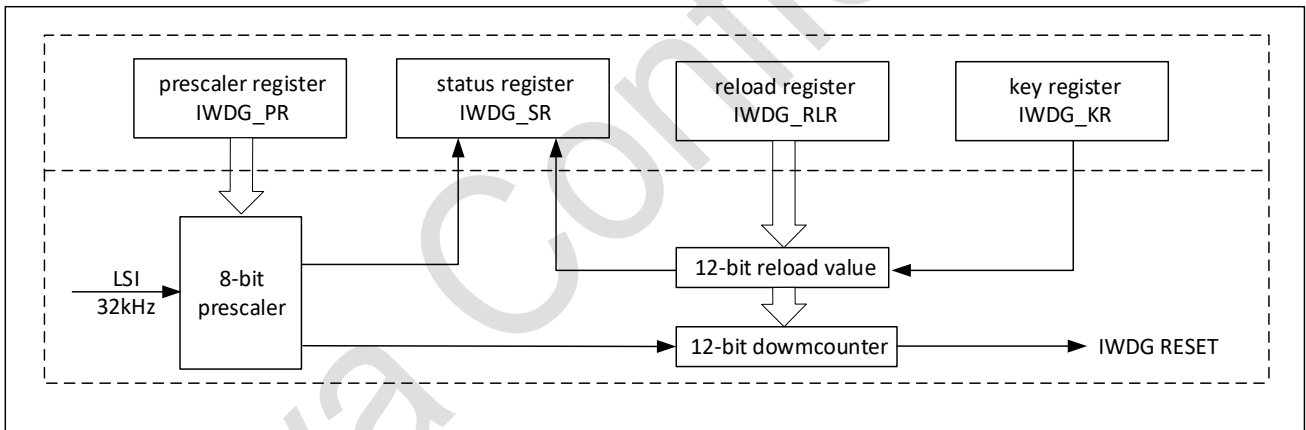 prescaler register
IWDG_PR
status register
IWDG_SR
reload register
IWDG_RLR
key register
IWDG_KR
LSI
32kHz
8-bit
prescaler
12-bit reload value
12-bit dowmcounter
IWDG RESET